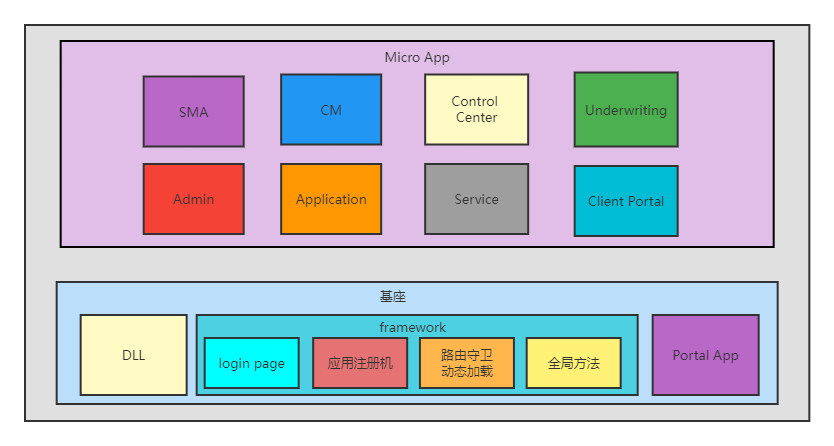 Micro App
SMA
CM
Control
Center
Underwriting
Admin
Application
Service
Client Portal
基座
DLL
framework
login page
应用注册机
路由守卫
动态加载
全局方法
Portal App